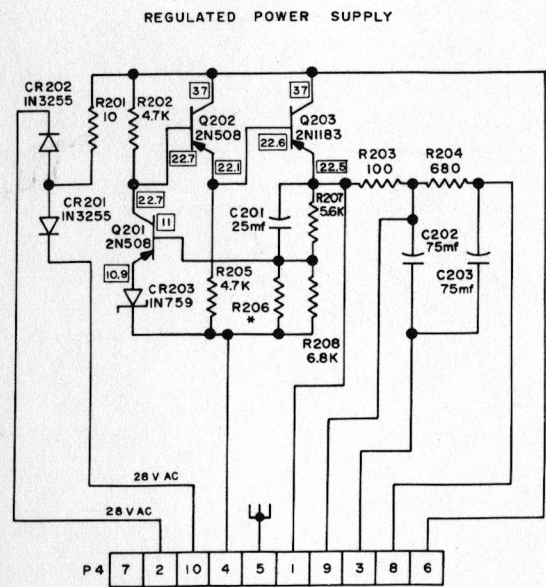 REGULATED POWER SUPPLY
CR202
1N3255
R201
10
R202
4.7K
37
Q202
2N508
22.7
22.1
37
Q203
2N1183
22.6
22.5
R203
100
R204
680
CR201
1N3255
22.7
11
Q201
2N508
10.9
CR203
1N759
C201
25mf
R207
5.6K
R205
4.7K
R206
*
R208
6.8K
C202
75mf
C203
75mf
28 V AC
28 V AC
P4 7 2 10 4 5 1 9 3 8 6